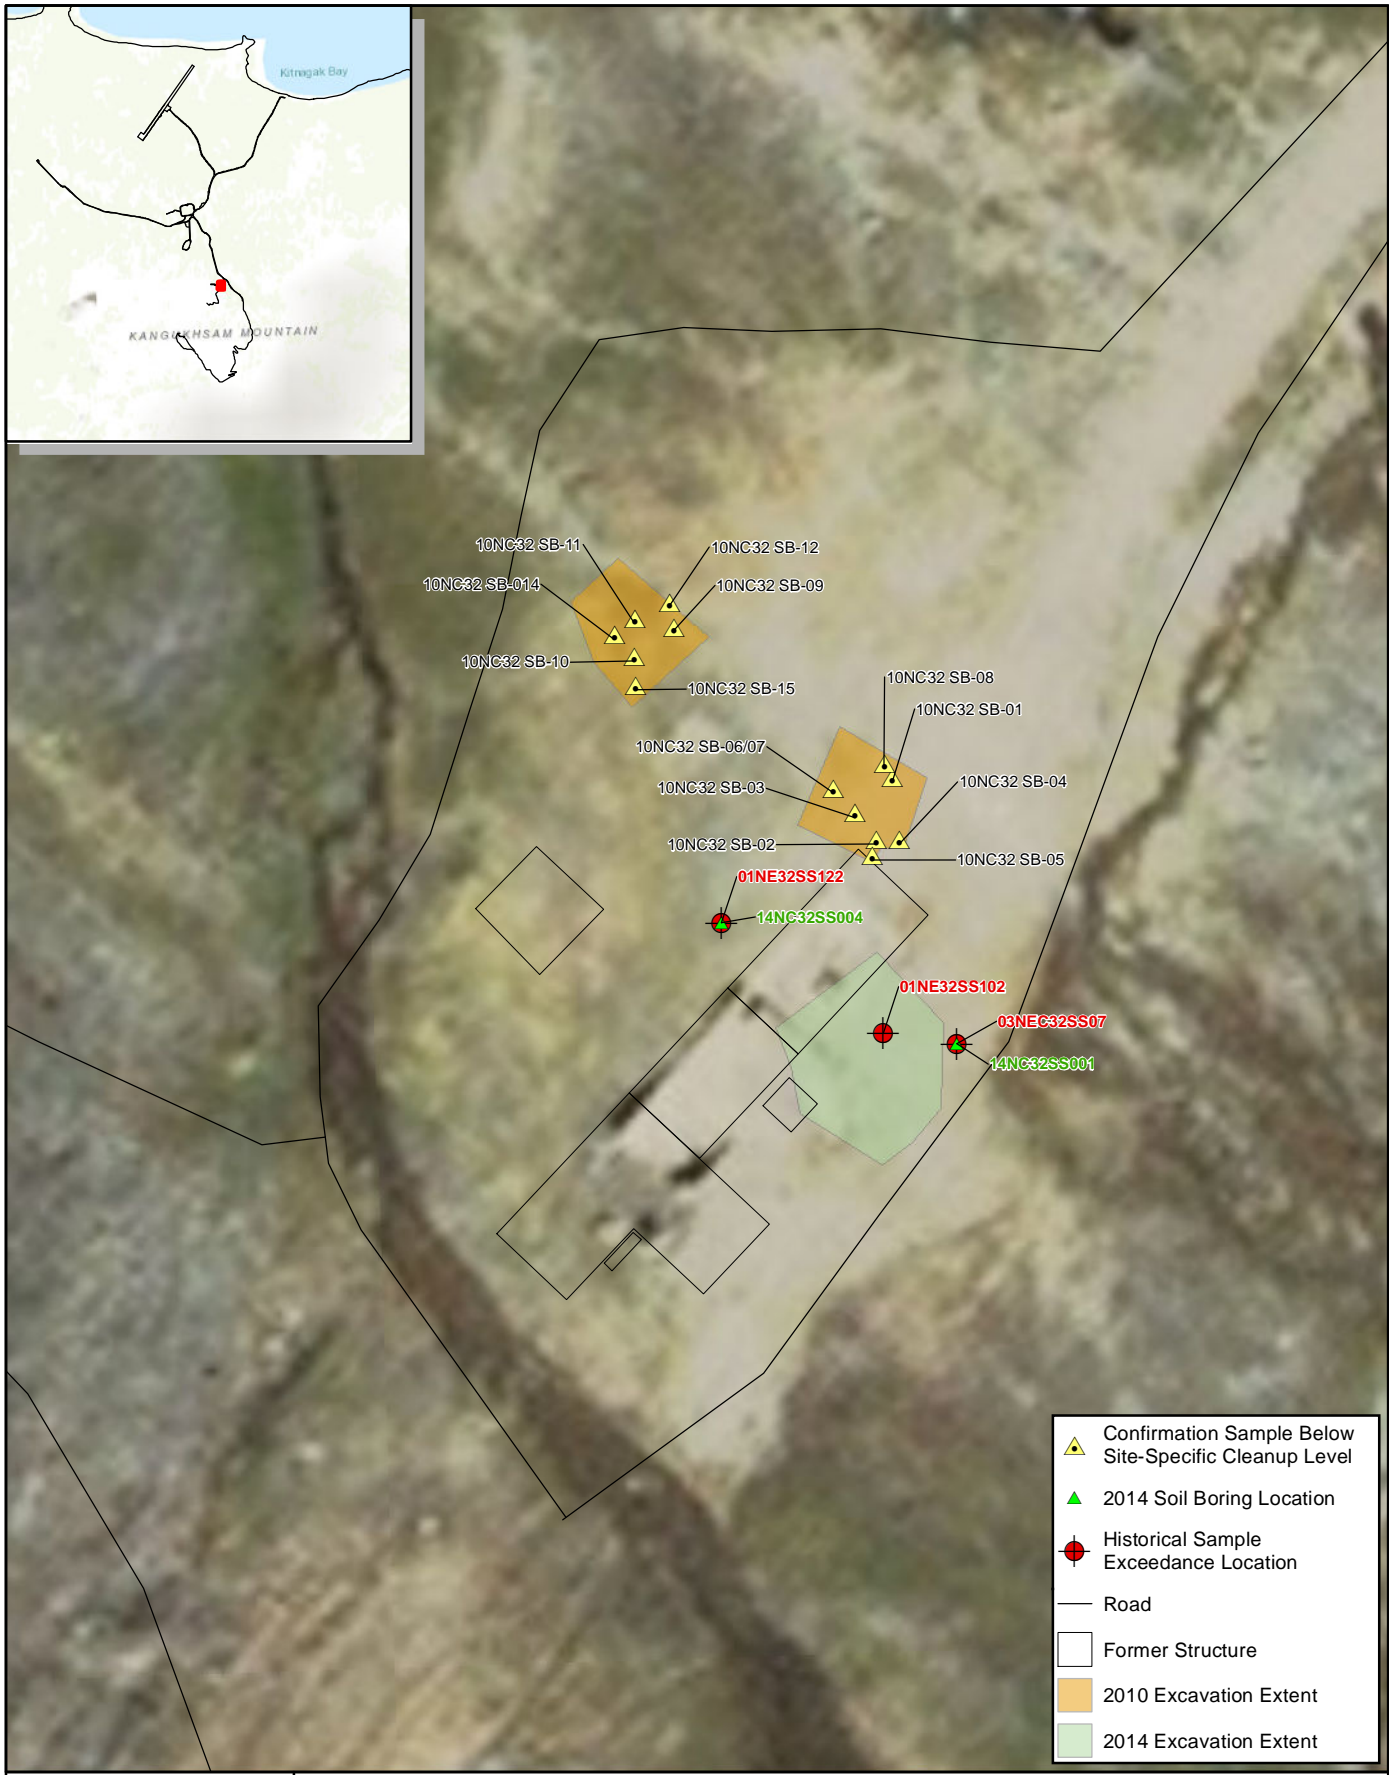 Kitnagak Bay
KANGUKHSAM MOUNTAIN
10NC32 SB-11
10NC32 SB-12
10NC32 SB-014
10NC32 SB-09
10NC32 SB-10
10NC32 SB-15
10NC32 SB-08
10NC32 SB-01
10NC32 SB-06/07
10NC32 SB-04
10NC32 SB-03
10NC32 SB-02
10NC32 SB-05
01NE32SS122
14NC32SS004
01NE32SS102
03NEC32SS07
14NC32SS001
Confirmation Sample Below
Site-Specific Cleanup Level
2014 Soil Boring Location
Historical Sample
Exceedance Location
Road
Former Structure
2010 Excavation Extent
2014 Excavation Extent